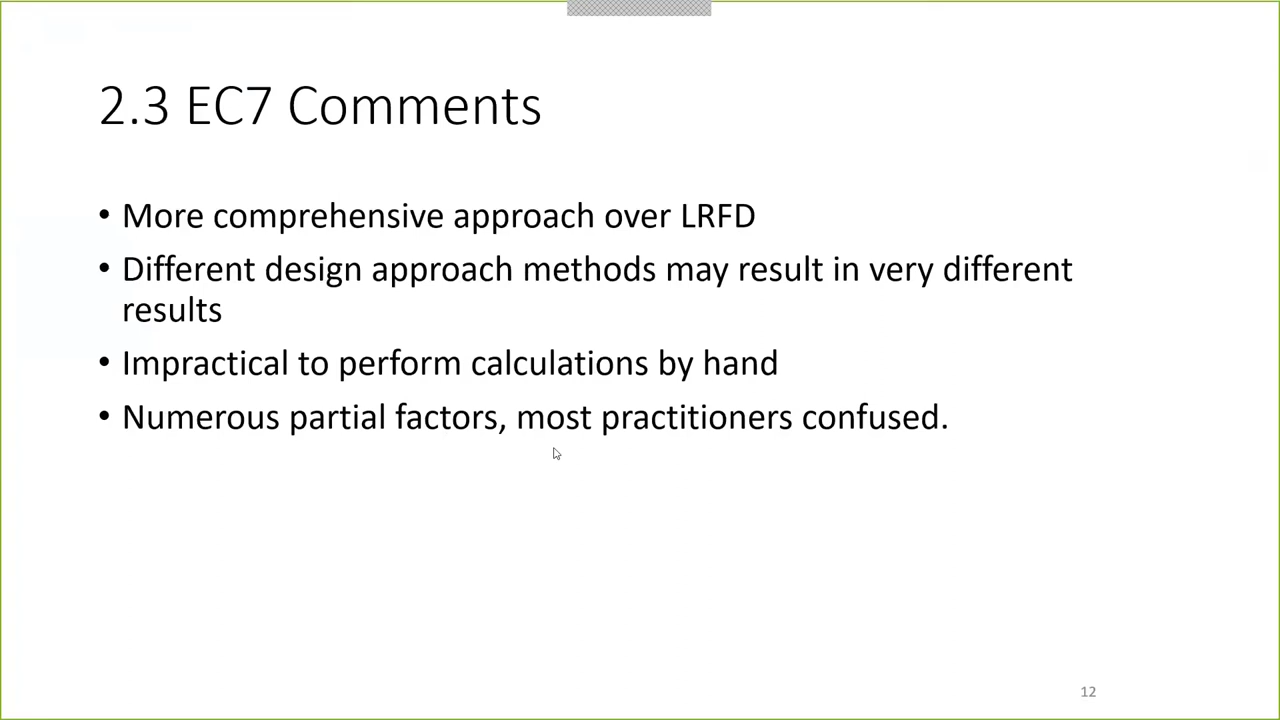 2.3 EC7 Comments
• More comprehensive approach over LRFD
• Different design approach methods may result in very different
results
• Impractical to perform calculations by hand
• Numerous partial factors, most practitioners confused.
12